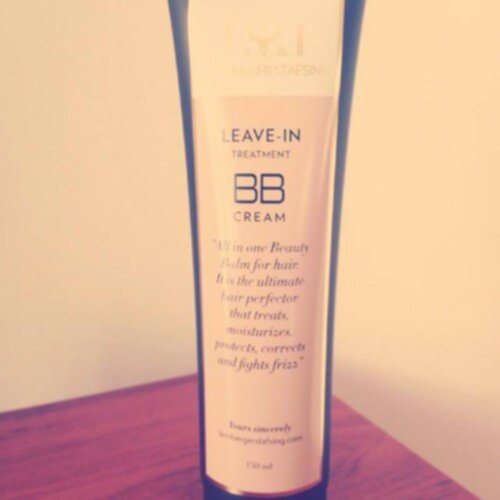 LEAVE-IN
TREATMENT
BB
CREAM
"All in one Beauty
Balm for hair.
It is the ultimate
hair perfector
that treats,
moisturizes,
protects, corrects
and fights frizz"
Yours sincerely
150 ml